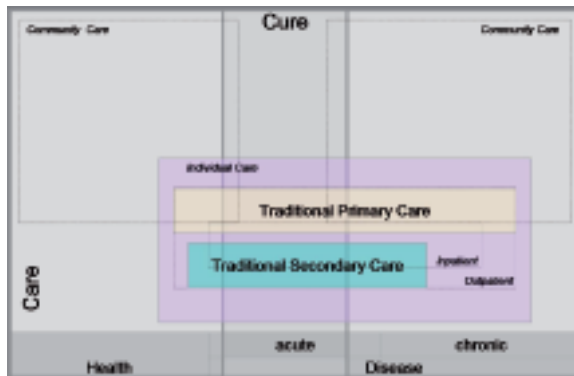 Cure
Community Care
Community Care
Individual Care
Traditional Primary Care
Traditional Secondary Care
Inpatient
Outpatient
Care
acute
chronic
Health
Disease